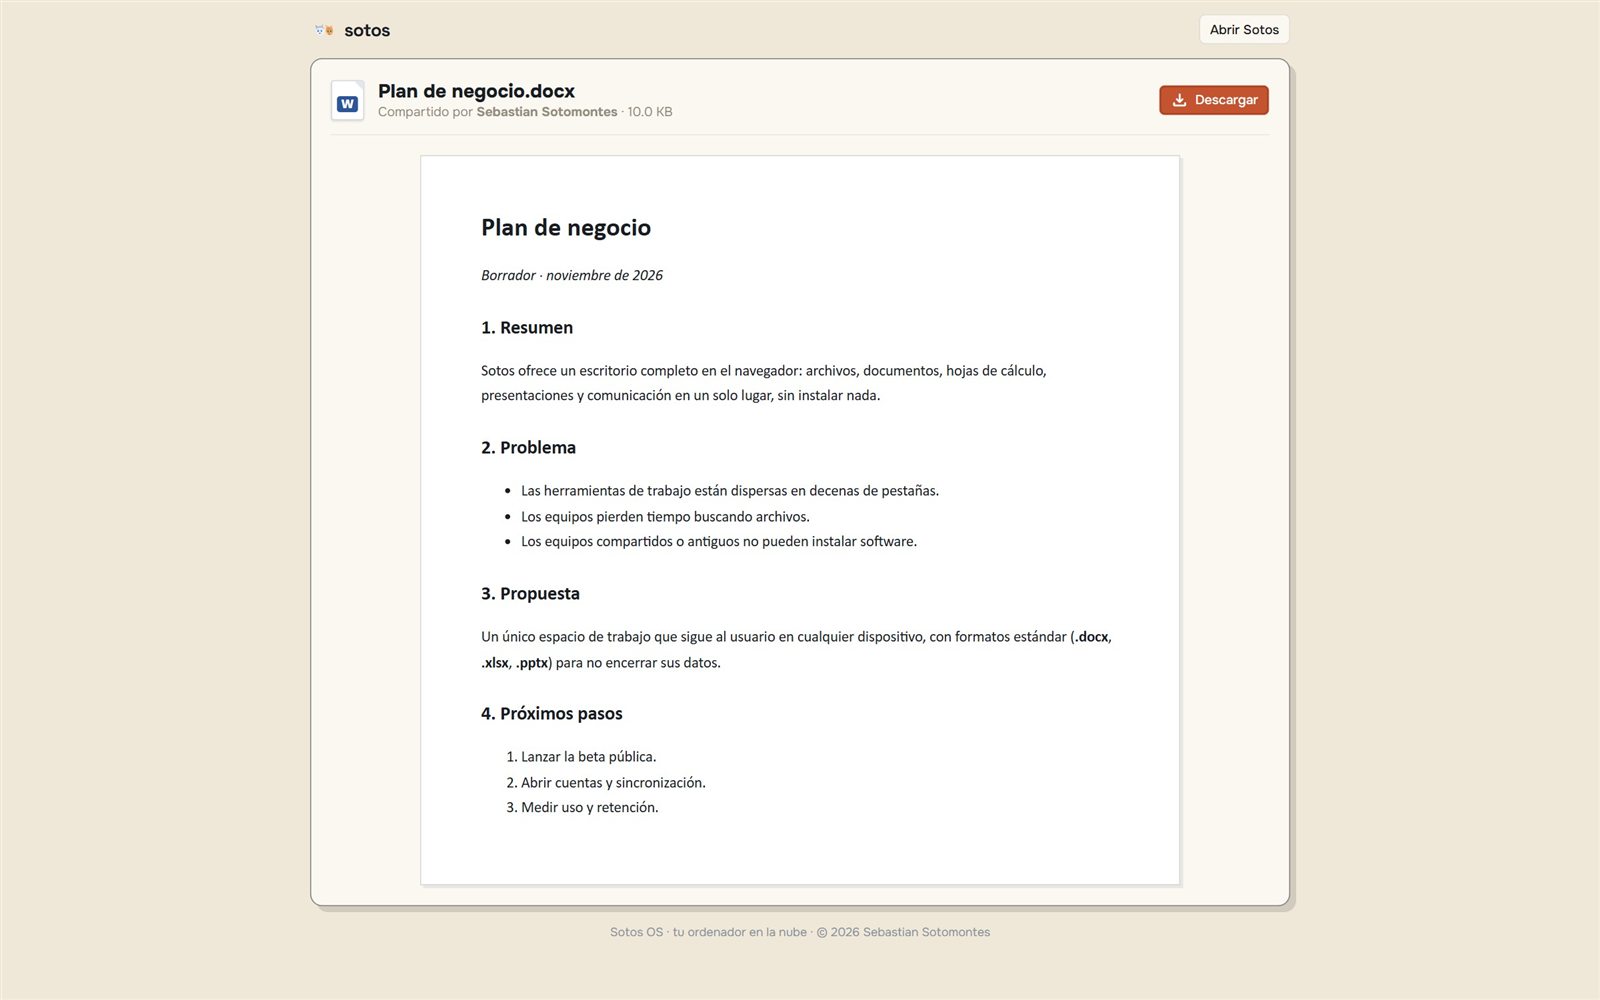 sotos
Abrir Sotos
Plan de negocio.docx
Compartido por Sebastian Sotomontes · 10.0 KB
W
Descargar
Plan de negocio
Borrador · noviembre de 2026
1. Resumen
Sotos ofrece un escritorio completo en el navegador: archivos, documentos, hojas de cálculo,
presentaciones y comunicación en un solo lugar, sin instalar nada.
2. Problema
• Las herramientas de trabajo están dispersas en decenas de pestañas.
• Los equipos pierden tiempo buscando archivos.
• Los equipos compartidos o antiguos no pueden instalar software.
3. Propuesta
Un único espacio de trabajo que sigue al usuario en cualquier dispositivo, con formatos estándar (.docx,
.xlsx, .pptx) para no encerrar sus datos.
4. Próximos pasos
1. Lanzar la beta pública.
2. Abrir cuentas y sincronización.
3. Medir uso y retención.
Sotos OS · tu ordenador en la nube · © 2026 Sebastian Sotomontes